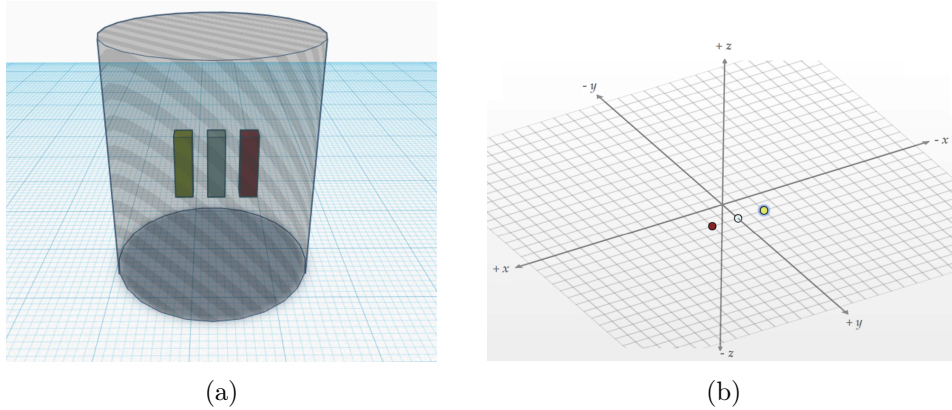 + z
- y
- x
+ x
+ y
- z
(a)
(b)